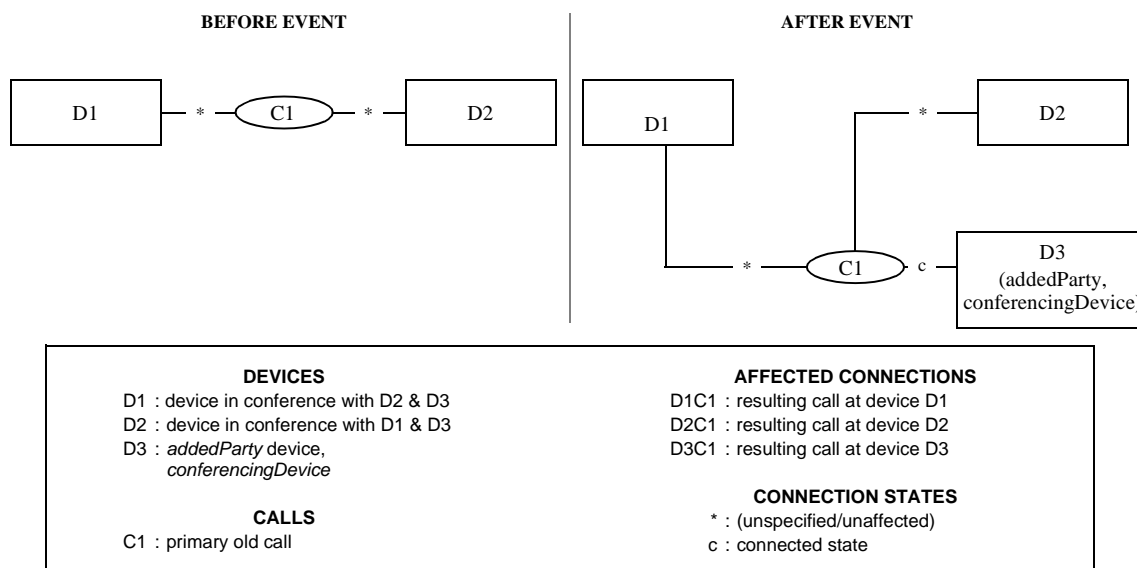 BEFORE EVENT
AFTER EVENT
D1
*
C1
*
D2
D1
*
D2
*
C1
c
D3
(addedParty,
conferencingDevice)
DEVICES
D1 : device in conference with D2 & D3
D2 : device in conference with D1 & D3
D3 : addedParty device,
conferencingDevice
CALLS
C1 : primary old call
AFFECTED CONNECTIONS
D1C1 : resulting call at device D1
D2C1 : resulting call at device D2
D3C1 : resulting call at device D3
CONNECTION STATES
* : (unspecified/unaffected)
c : connected state